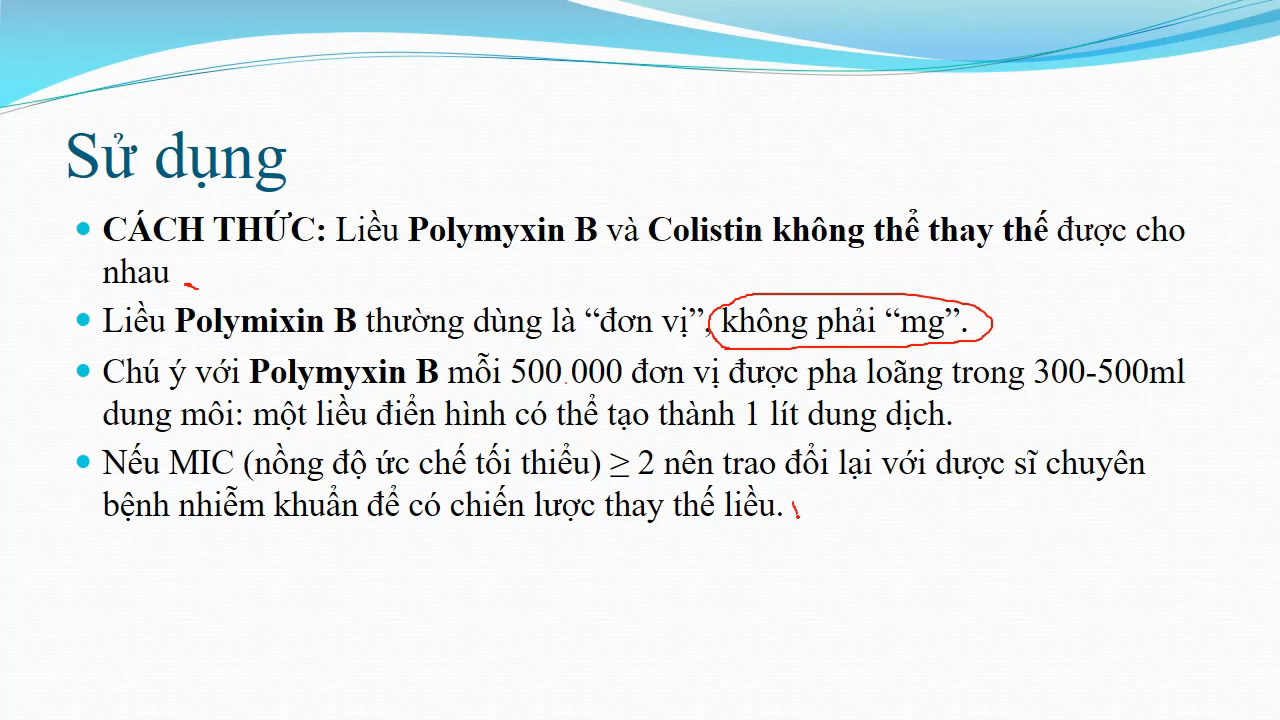 Sử dụng
CÁCH THỨC: Liều Polymyxin B và Colistin không thể thay thế được cho
nhau
Liều Polymixin B thường dùng là “đơn vị”, không phải “mg”.
Chú ý với Polymyxin B mỗi 500.000 đơn vị được pha loãng trong 300-500ml
dung môi: một liều điển hình có thể tạo thành 1 lít dung dịch.
Nếu MIC (nồng độ ức chế tối thiểu) ≥ 2 nên trao đổi lại với dược sĩ chuyên
bệnh nhiễm khuẩn để có chiến lược thay thế liều.